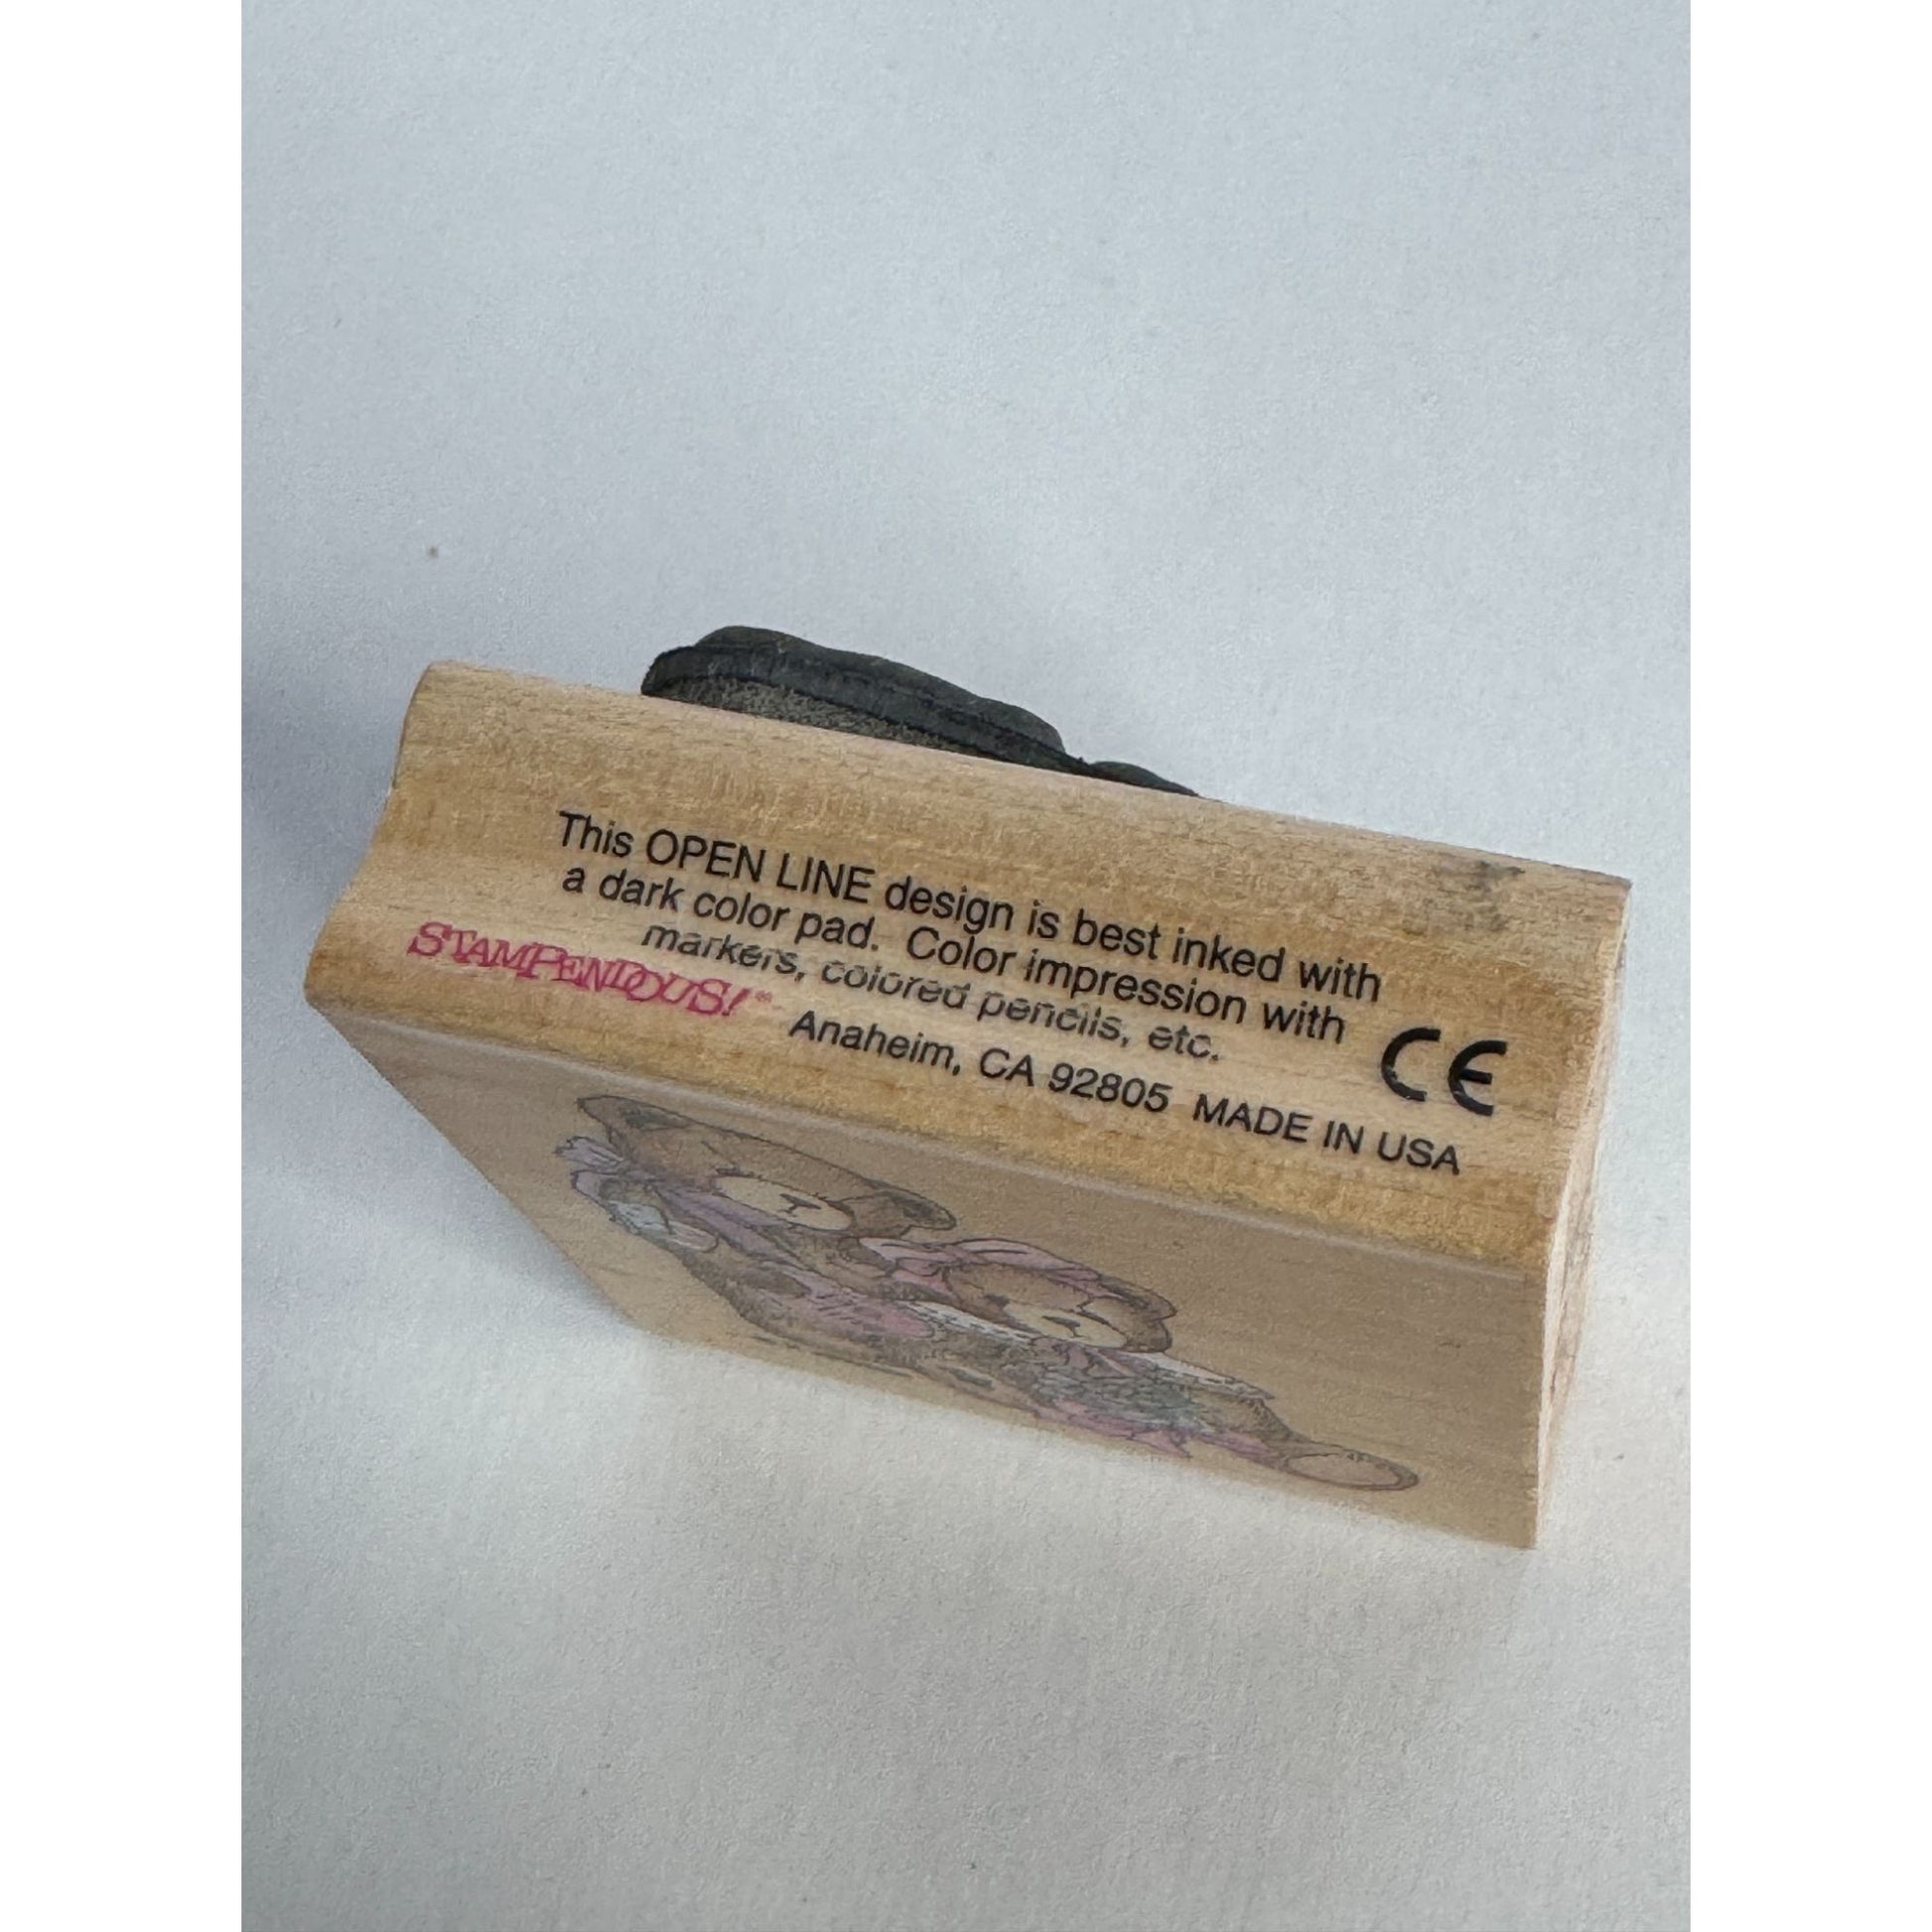 This OPEN LINE design is best inked with
a dark color pad. Color impression with
markers, colored pencils, etc.
STAMPENDOUS!® Anaheim, CA 92805 MADE IN USA
CE